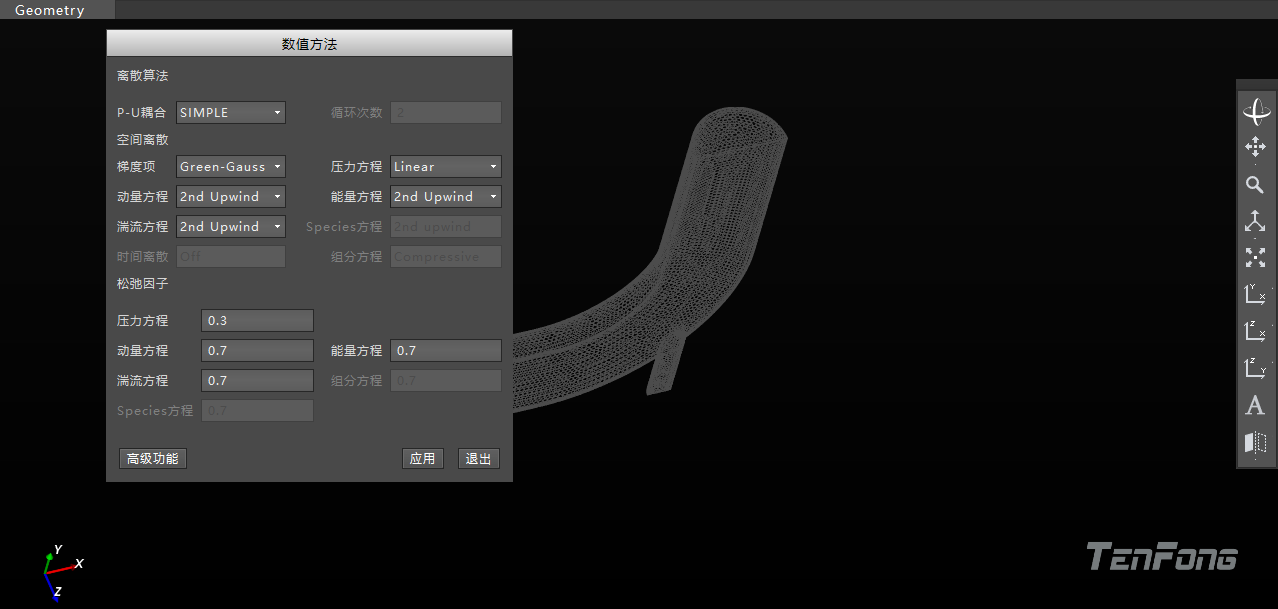 Geometry
数值方法
离散算法
P-U耦合 SIMPLE 循环次数 2
空间离散
梯度项 Green-Gauss 压力方程 Linear
动量方程 2nd Upwind 能量方程 2nd Upwind
湍流方程 2nd Upwind Species方程 2nd upwind
时间离散 Off 组分方程 Compressive
松弛因子
压力方程 0.3
动量方程 0.7 能量方程 0.7
湍流方程 0.7 组分方程 0.7
Species方程 0.7
高级功能 应用 退出
Y
X
Z
Y
X
Z
X
Z
Y
A
TenFong